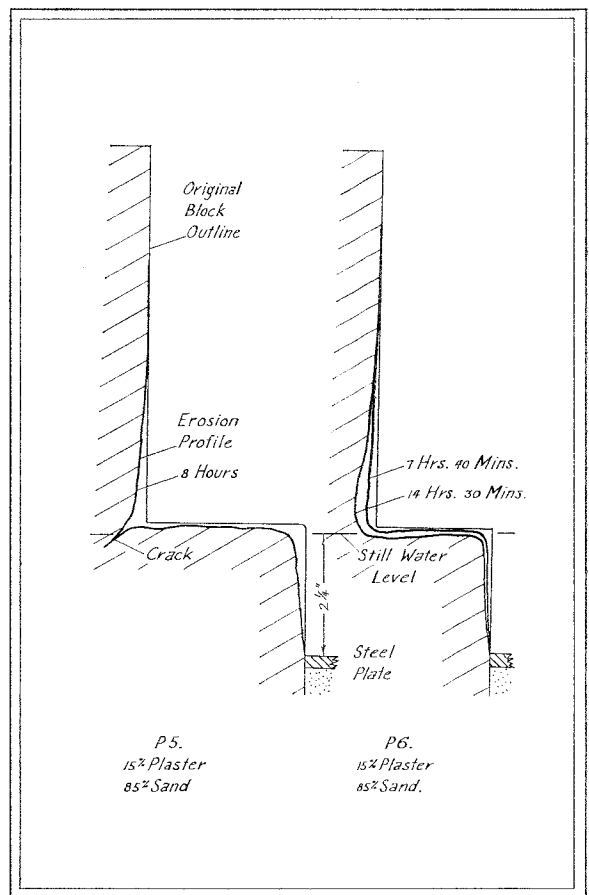 Original
Block
Outline
Erosion
Profile
8 Hours
Crack
7 Hrs. 40 Mins.
14 Hrs. 30 Mins.
Still Water
Level
2¼"
Steel
Plate
P5.
15% Plaster
85% Sand
P6.
15% Plaster
85% Sand.